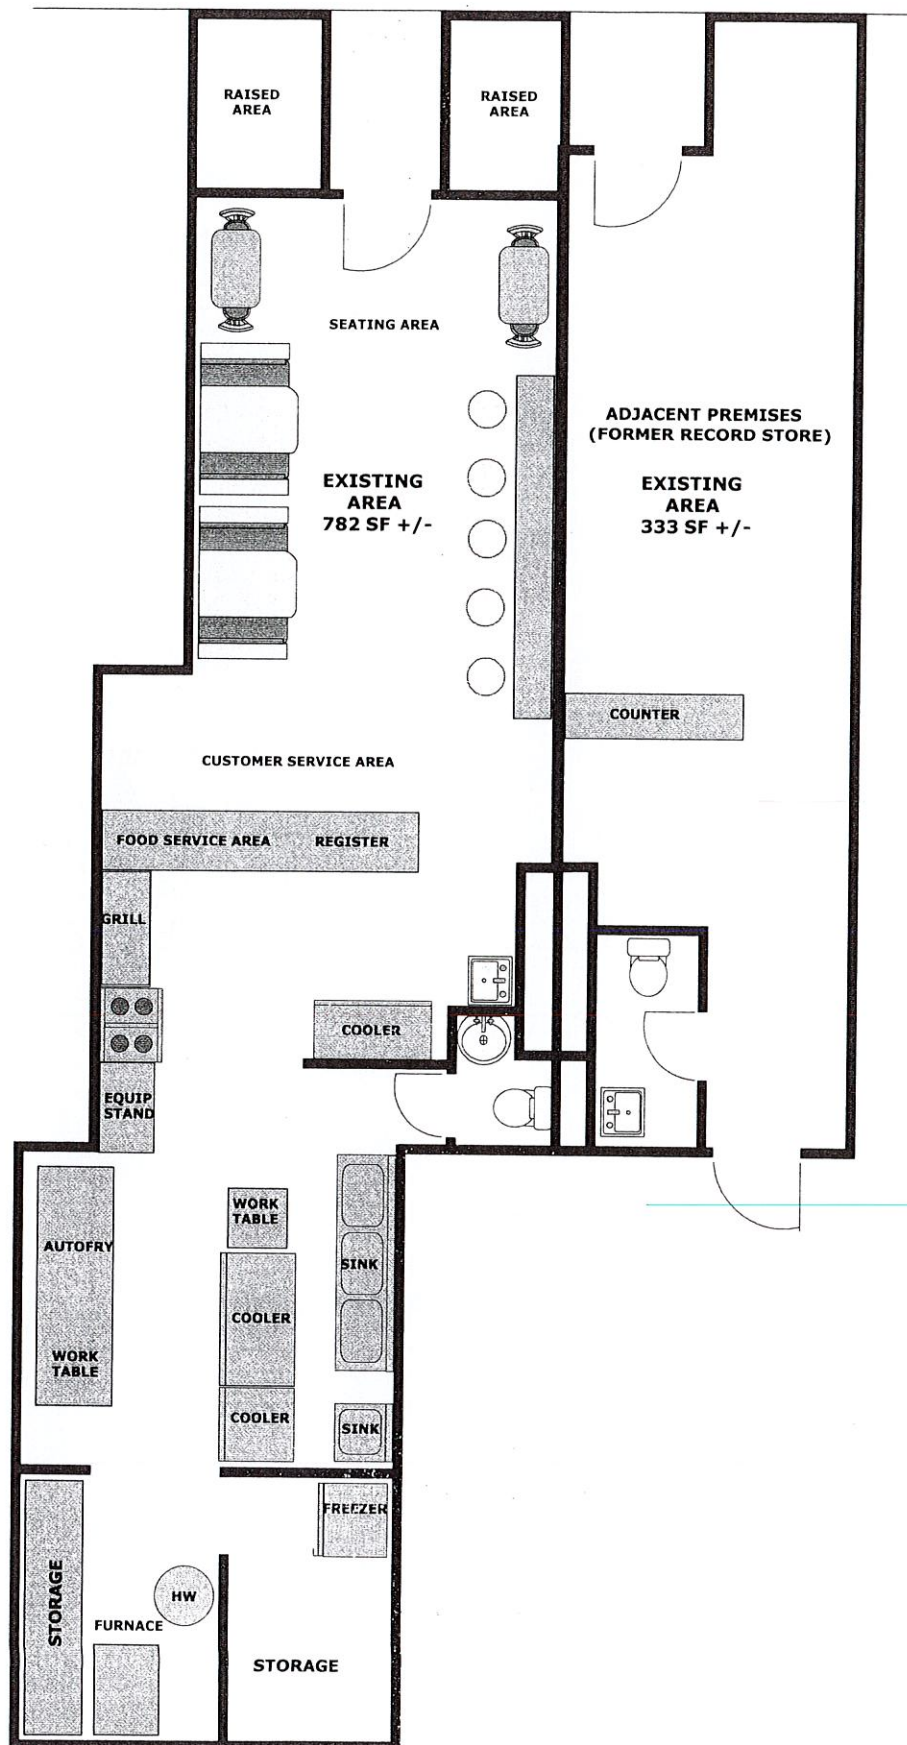 RAISED
AREA
RAISED
AREA
SEATING AREA
ADJACENT PREMISES
(FORMER RECORD STORE)
EXISTING
AREA
782 SF +/-
EXISTING
AREA
333 SF +/-
COUNTER
CUSTOMER SERVICE AREA
FOOD SERVICE AREA
REGISTER
GRILL
COOLER
EQUIP
STAND
WORK
TABLE
AUTOFRY
SINK
COOLER
WORK
TABLE
COOLER
SINK
FREEZER
STORAGE
HW
FURNACE
STORAGE